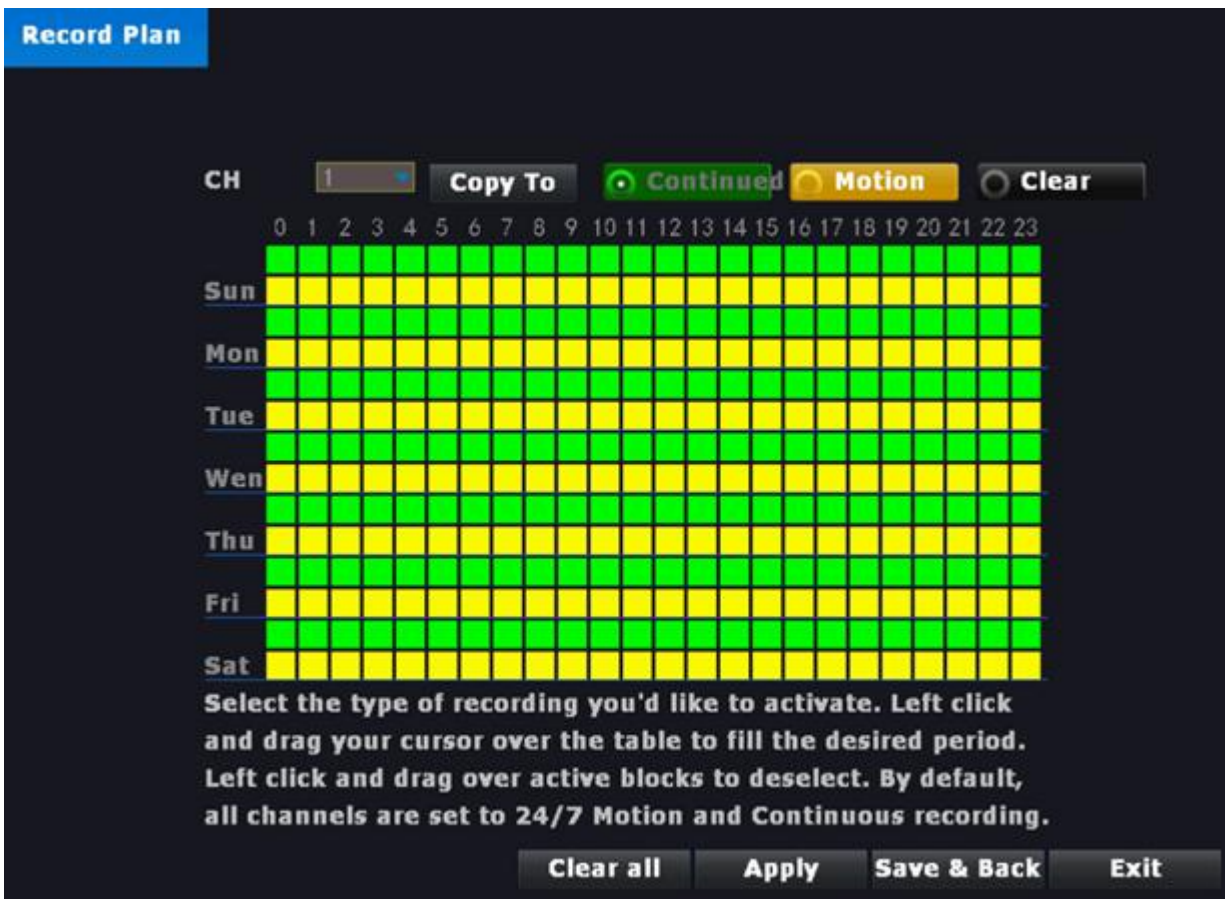 Record Plan
CH 1 Copy To Continued Motion Clear
0 1 2 3 4 5 6 7 8 9 10 11 12 13 14 15 16 17 18 19 20 21 22 23
Sun
Mon
Tue
Wen
Thu
Fri
Sat
Select the type of recording you'd like to activate. Left click
and drag your cursor over the table to fill the desired period.
Left click and drag over active blocks to deselect. By default,
all channels are set to 24/7 Motion and Continuous recording.
Clear all Apply Save & Back Exit